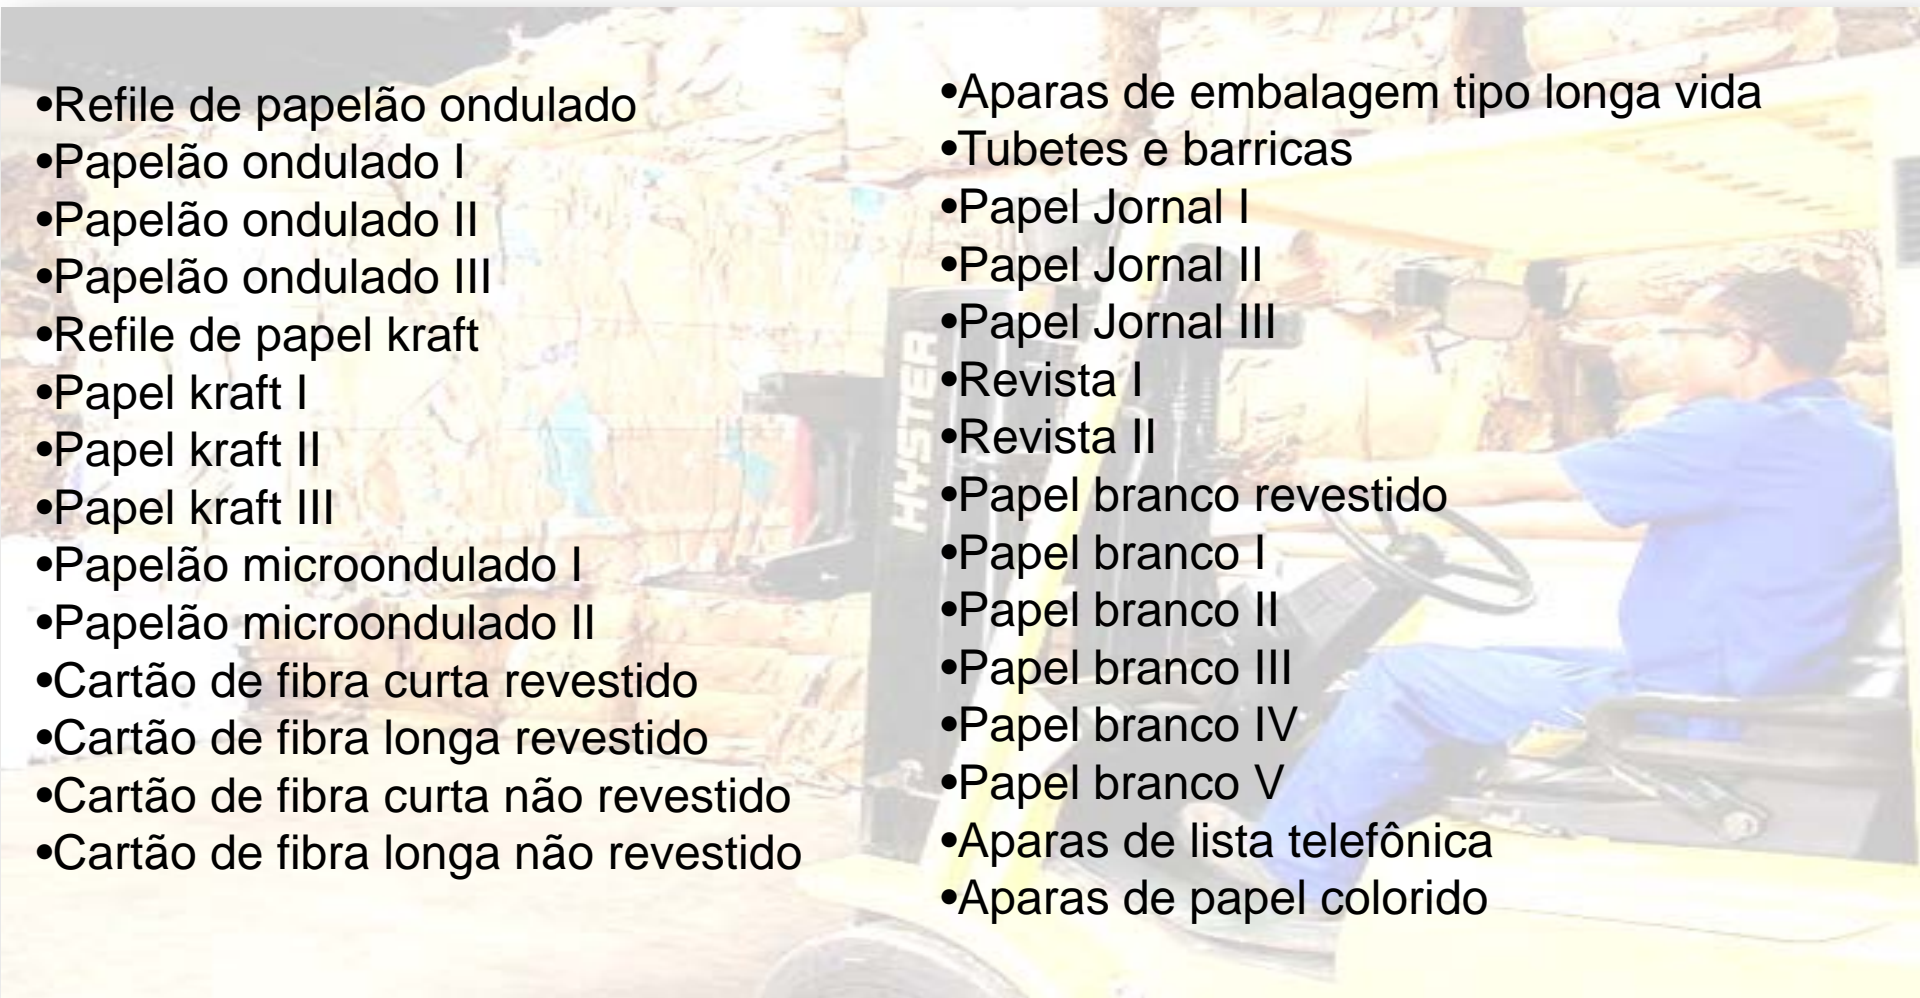 •Refile de papelão ondulado
•Papelão ondulado I
•Papelão ondulado II
•Papelão ondulado III
•Refile de papel kraft
•Papel kraft I
•Papel kraft II
•Papel kraft III
•Papelão microondulado I
•Papelão microondulado II
•Cartão de fibra curta revestido
•Cartão de fibra longa revestido
•Cartão de fibra curta não revestido
•Cartão de fibra longa não revestido
•Aparas de embalagem tipo longa vida
•Tubetes e barricas
•Papel Jornal I
•Papel Jornal II
•Papel Jornal III
•Revista I
•Revista II
•Papel branco revestido
•Papel branco I
•Papel branco II
•Papel branco III
•Papel branco IV
•Papel branco V
•Aparas de lista telefônica
•Aparas de papel colorido
HYSTER